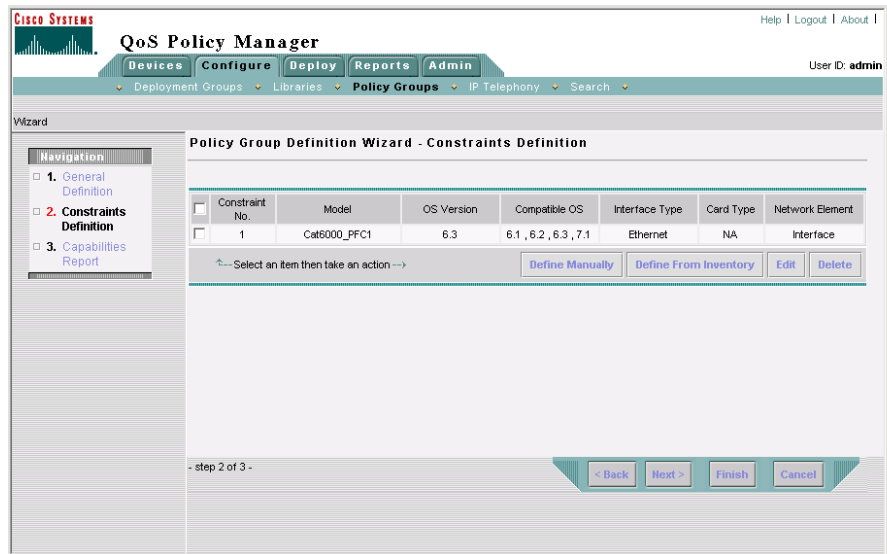 CISCO SYSTEMS
Help | Logout | About |
QoS Policy Manager
Devices Configure Deploy Reports Admin
User ID: admin
Deployment Groups Libraries Policy Groups IP Telephony Search
Wizard
Navigation
1. General
Definition
2. Constraints
Definition
3. Capabilities
Report
Policy Group Definition Wizard - Constraints Definition
Constraint No. Model OS Version Compatible OS Interface Type Card Type Network Element
1 Cat6000_PFC1 6.3 6.1 , 6.2 , 6.3 , 7.1 Ethernet NA Interface
Select an item then take an action
Define Manually Define From Inventory Edit Delete
- step 2 of 3 -
< Back Next > Finish Cancel